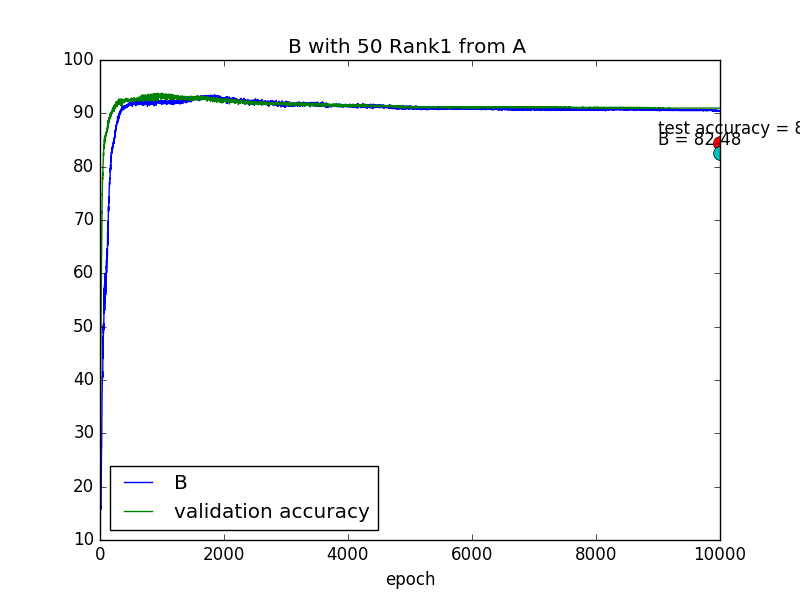 B with 50 Rank1 from A
100
90
80
70
60
50
40
30
20
10
test accuracy = 8
B = 82.48
B
validation accuracy
0
2000
4000
6000
8000
10000
epoch